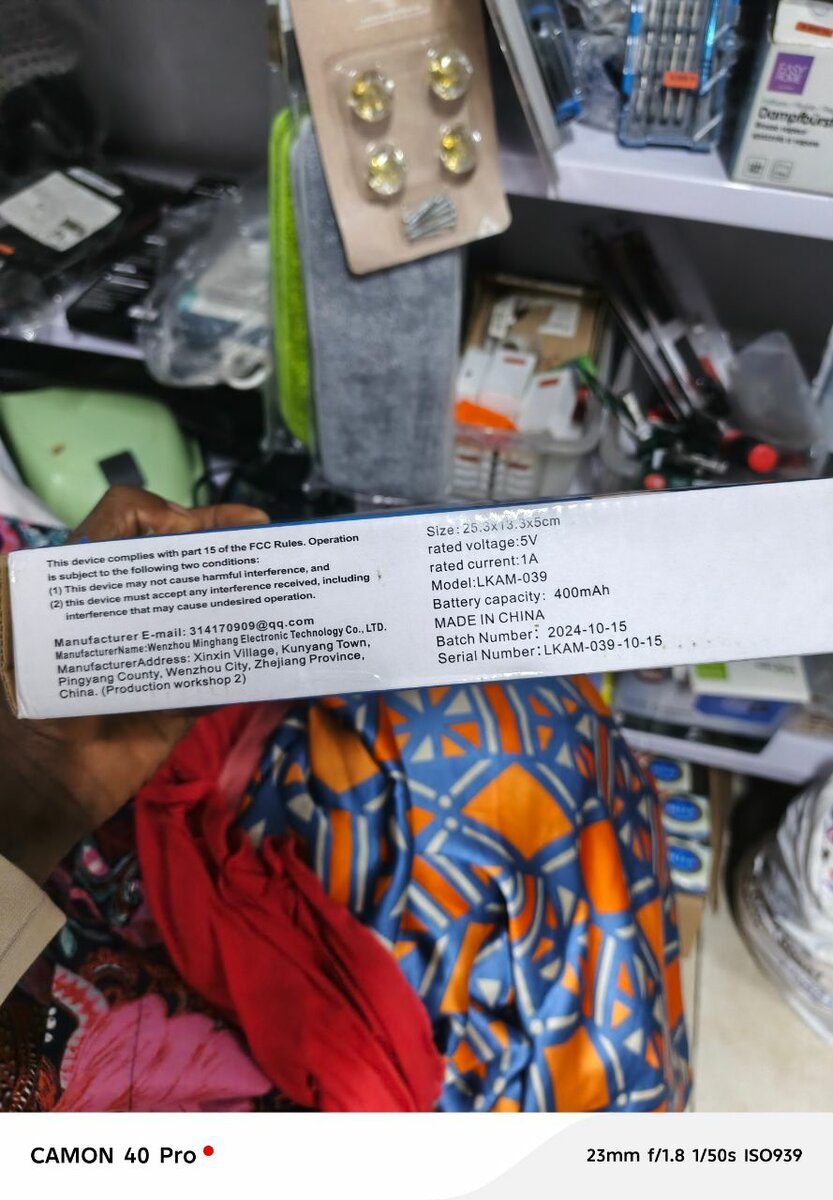 EASY
HOME
Dampfbürst
This device complies with part 15 of the FCC Rules. Operation
is subject to the following two conditions:
(1) This device may not cause harmful interference, and
(2) this device must accept any interference received, including
interference that may cause undesired operation.
Manufacturer E-mail: 314170909@qq.com
ManufacturerName:Wenzhou Minghang Electronic Technology Co., LTD.
ManufacturerAddress: Xinxin Village, Kunyang Town,
Pingyang County, Wenzhou City, Zhejiang Province,
China. (Production workshop 2)
Size: 25.3x13.3x5cm
rated voltage:5V
rated current:1A
Model:LKAM-039
Battery capacity: 400mAh
MADE IN CHINA
Batch Number: 2024-10-15
Serial Number:LKAM-039-10-15
CAMON 40 Pro
23mm f/1.8 1/50s ISO939